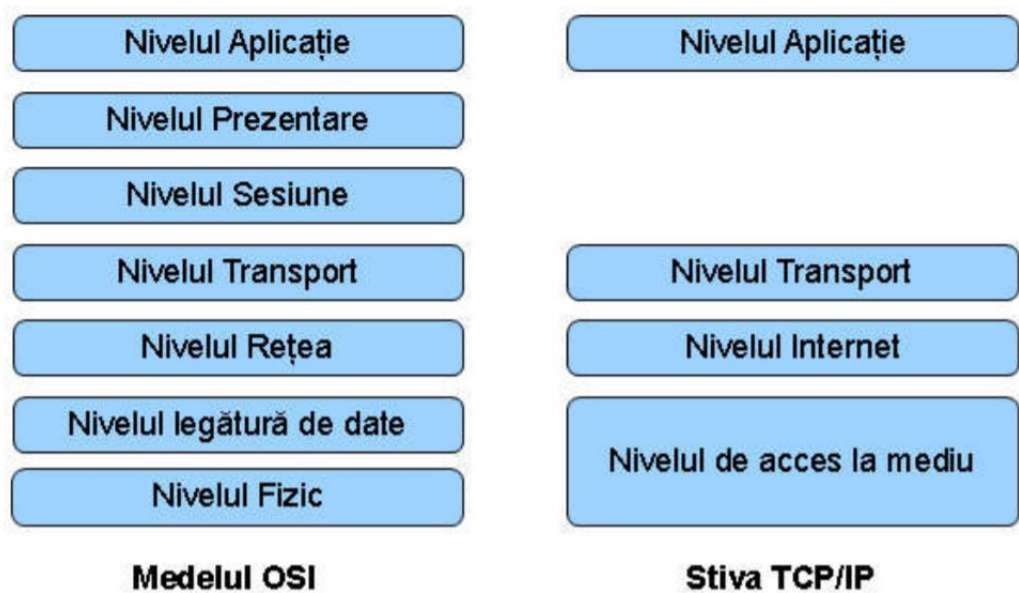 Nivelul Aplicație
Nivelul Prezentare
Nivelul Sesiune
Nivelul Transport
Nivelul Rețea
Nivelul legătură de date
Nivelul Fizic
Medelul OSI
Nivelul Aplicație
Nivelul Transport
Nivelul Internet
Nivelul de acces la mediu
Stiva TCP/IP